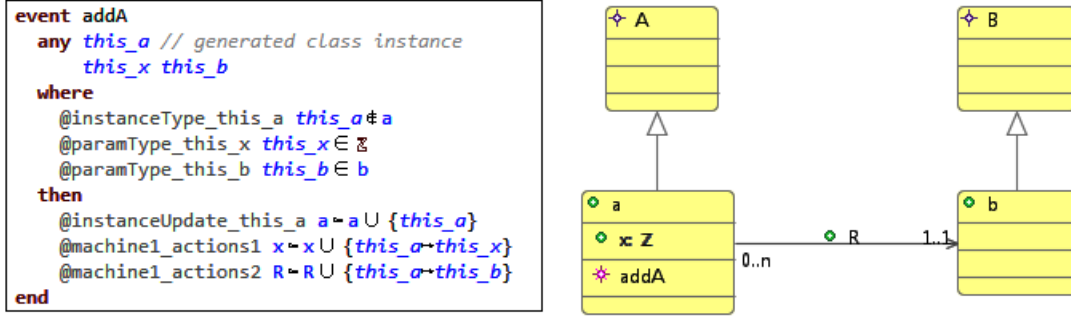 event addA
any this_a // generated class instance
this_x this_b
where
@instanceType_this_a this_a ∉ a
@paramType_this_x this_x ∈ ℤ
@paramType_this_b this_b ∈ b
then
@instanceUpdate_this_a a ≔ a ∪ {this_a}
@machine1_actions1 x ≔ x ∪ {this_a↦this_x}
@machine1_actions2 R ≔ R ∪ {this_a↦this_b}
end
A
B
a
x: ℤ
addA
R
0..n
1..1
b